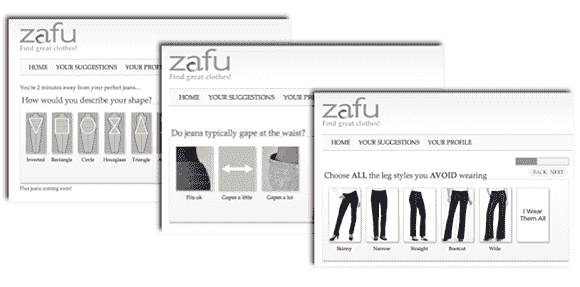 zafu
Find great clothes!
HOME YOUR SUGGESTIONS YOUR PROFI
You're 2 minutes away from your perfect jeans....
How would you describe your shape?
Inverted Rectangle Circle Hourglass Triangle
Plus jeans coming soon!
zafu
Find great clothes!
HOME YOUR SUGGESTIONS YOUR PR
Do jeans typically gape at the waist?
Fits ok Gapes a little Gapes a lot
zafu
Find great clothes!
HOME YOUR SUGGESTIONS YOUR PROFILE
BACK NEXT
Choose ALL the leg styles you AVOID wearing
I Wear
Them All
Skinny Narrow Straight Bootcut Wide